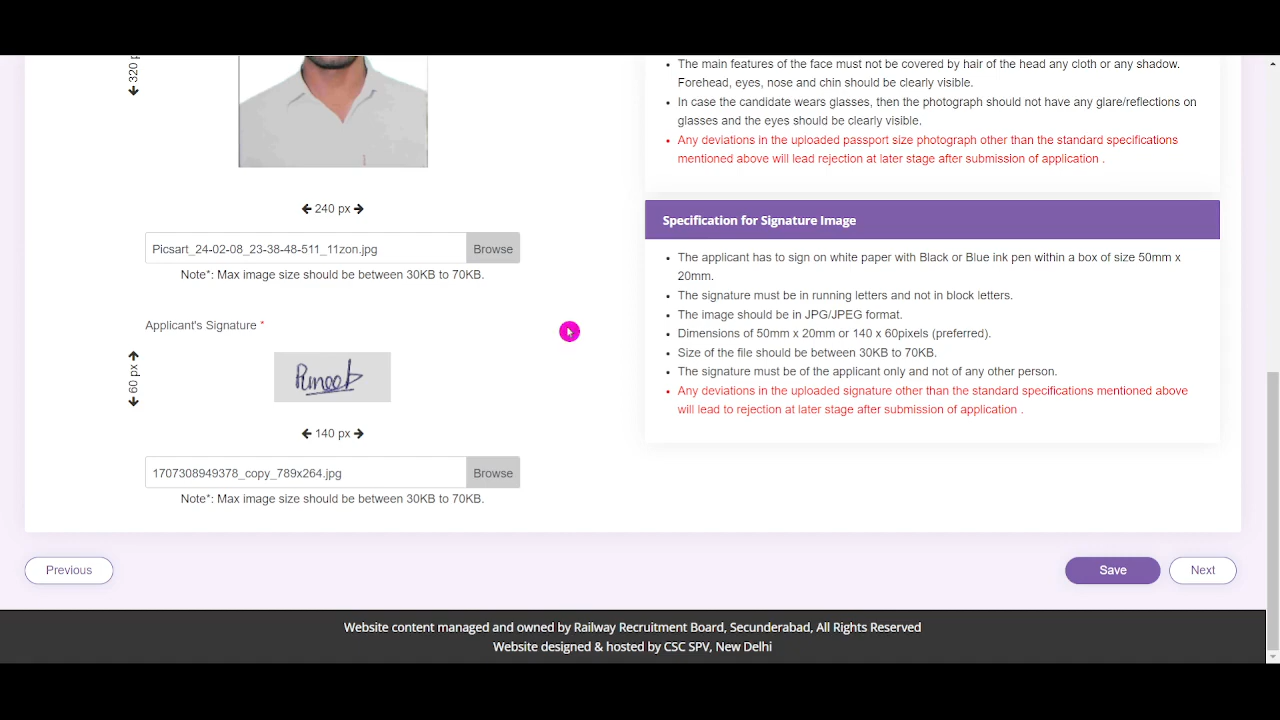 320 p
240 px
Picsart_24-02-08_23-38-48-511_11zon.jpg
Browse
Note*: Max image size should be between 30KB to 70KB.
Applicant's Signature *
60 px
140 px
1707308949378_copy_789x264.jpg
Browse
Note*: Max image size should be between 30KB to 70KB.
The main features of the face must not be covered by hair of the head any cloth or any shadow.
Forehead, eyes, nose and chin should be clearly visible.
In case the candidate wears glasses, then the photograph should not have any glare/reflections on
glasses and the eyes should be clearly visible.
Any deviations in the uploaded passport size photograph other than the standard specifications
mentioned above will lead rejection at later stage after submission of application .
Specification for Signature Image
The applicant has to sign on white paper with Black or Blue ink pen within a box of size 50mm x
20mm.
The signature must be in running letters and not in block letters.
The image should be in JPG/JPEG format.
Dimensions of 50mm x 20mm or 140 x 60pixels (preferred).
Size of the file should be between 30KB to 70KB.
The signature must be of the applicant only and not of any other person.
Any deviations in the uploaded signature other than the standard specifications mentioned above
will lead to rejection at later stage after submission of application .
Previous
Save
Next
Website content managed and owned by Railway Recruitment Board, Secunderabad, All Rights Reserved
Website designed & hosted by CSC SPV, New Delhi